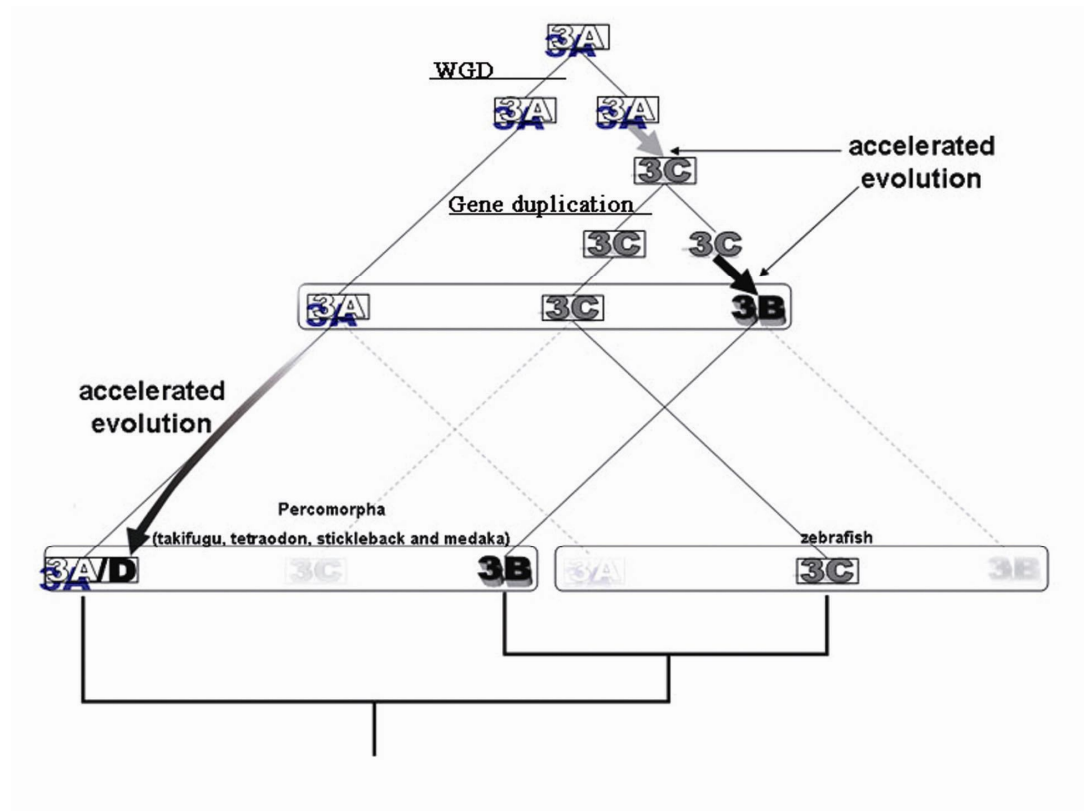 3A
WGD
3A 3A
accelerated
evolution
3C
Gene duplication
3C 3C
3A 3C 3B
accelerated
evolution
Percomorpha
(takifugu, tetraodon, stickleback and medaka) zebrafish
3A/D 3C 3B 3A 3C 3B